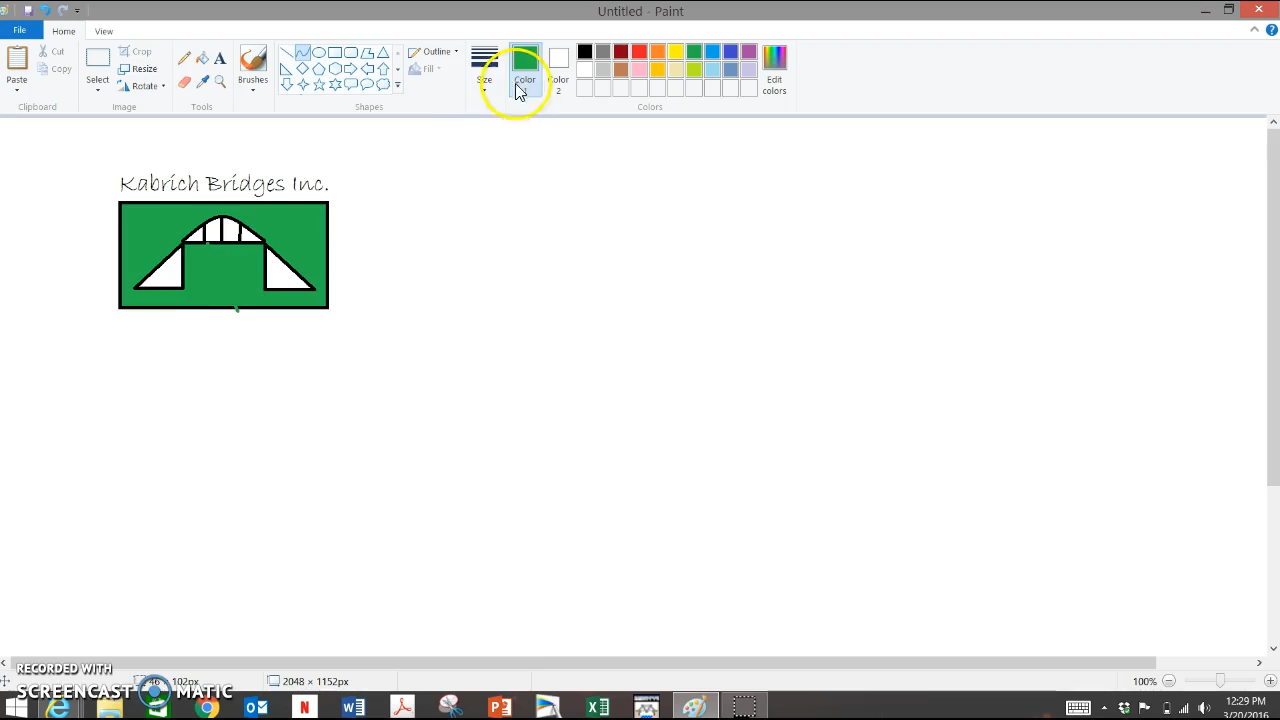 Untitled - Paint
File
Home
View
Paste
Cut
Copy
Clipboard
Select
Crop
Resize
Rotate
Image
A
Tools
Brushes
Shapes
Outline
Fill
Size
Color
Color
2
Edit
colors
Colors
Kabrich Bridges Inc.
RECORDED WITH
SCREENCAST MATIC
102px
2048 × 1152px
100%
12:29 PM
3/20/2016